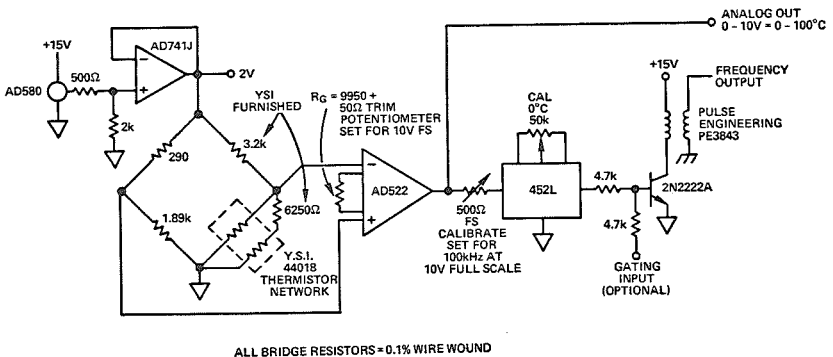 ANALOG OUT
0 – 10V = 0 – 100°C
+15V
AD741J
2V
AD580
500Ω
2k
YSI
FURNISHED
RG = 9950 +
50Ω TRIM
POTENTIOMETER
SET FOR 10V FS
+15V
FREQUENCY
OUTPUT
PULSE
ENGINEERING
PE3843
CAL
0°C
50k
290
3.2k
–
+
–
+
AD522
452L
4.7k
2N2222A
1.89k
6250Ω
500Ω
FS
CALIBRATE
SET FOR
100kHz AT
10V FULL SCALE
4.7k
GATING
INPUT
(OPTIONAL)
Y.S.I.
44018
THERMISTOR
NETWORK
ALL BRIDGE RESISTORS = 0.1% WIRE WOUND